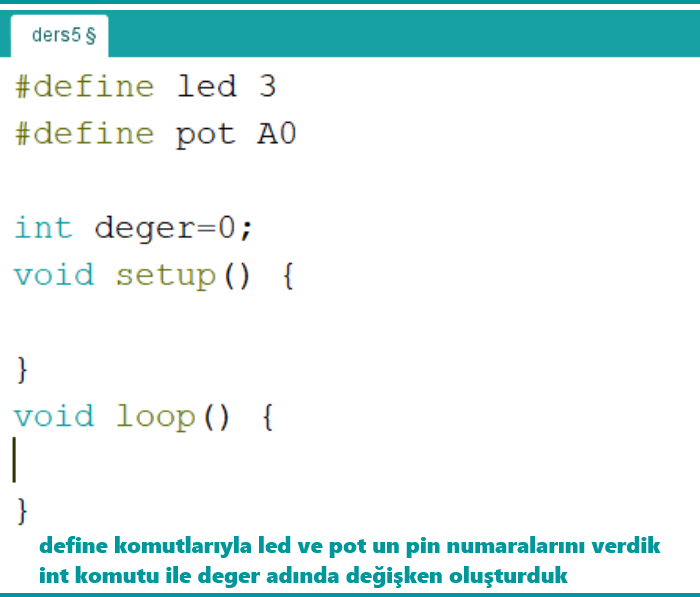 ders5 §
#define led 3
#define pot A0
int deger=0;
void setup() {
}
void loop() {
}
define komutlarıyla led ve pot un pin numaralarını verdik
int komutu ile deger adında değişken oluşturduk